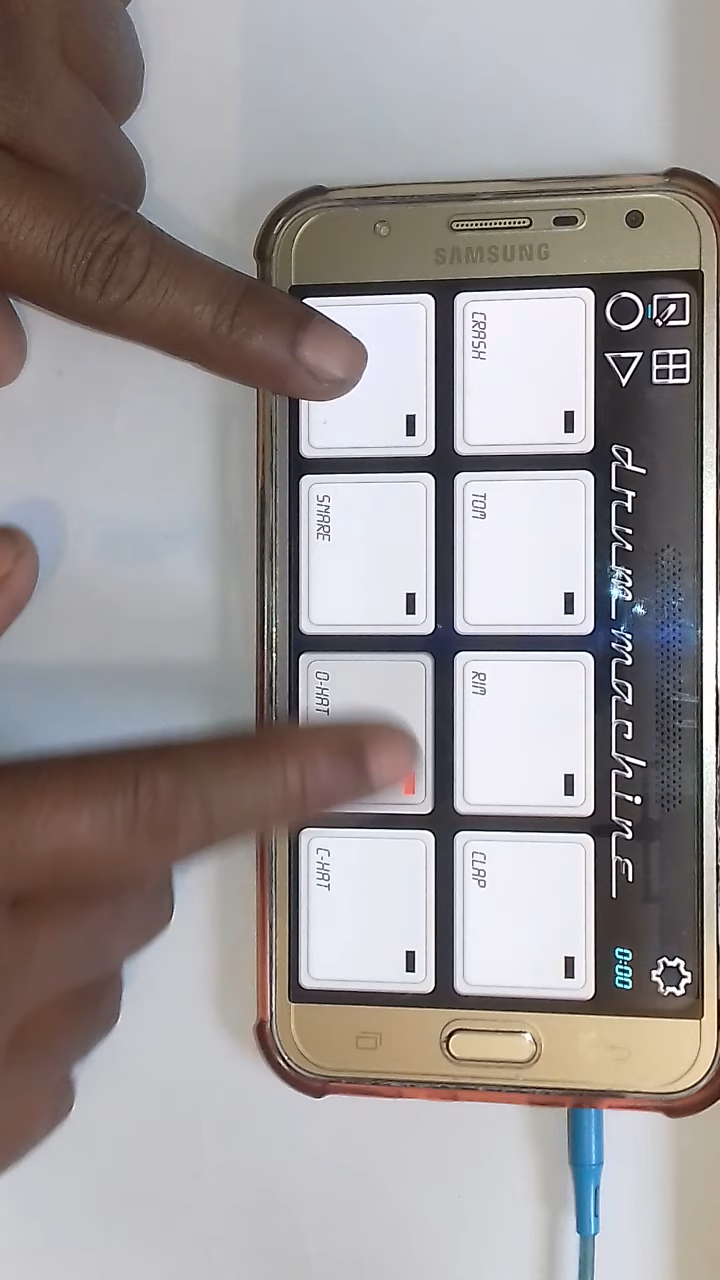 SAMSUNG
drum machine
0:00
CRASH
TOM
RIM
CLAP
SNARE
O-HAT
C-HAT